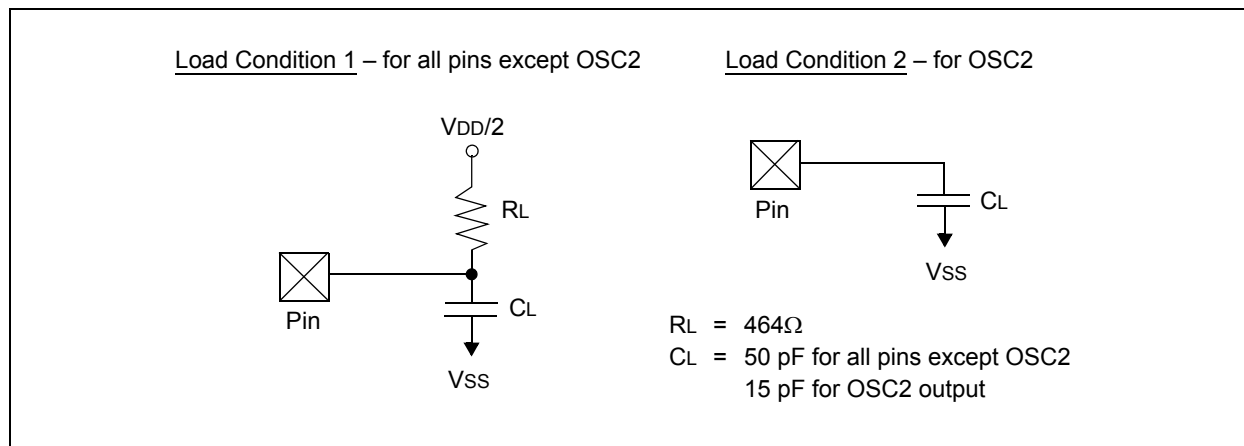 Load Condition 1 – for all pins except OSC2
VDD/2
RL
Pin
CL
VSS
Load Condition 2 – for OSC2
Pin
CL
VSS
RL = 464Ω
CL = 50 pF for all pins except OSC2
15 pF for OSC2 output